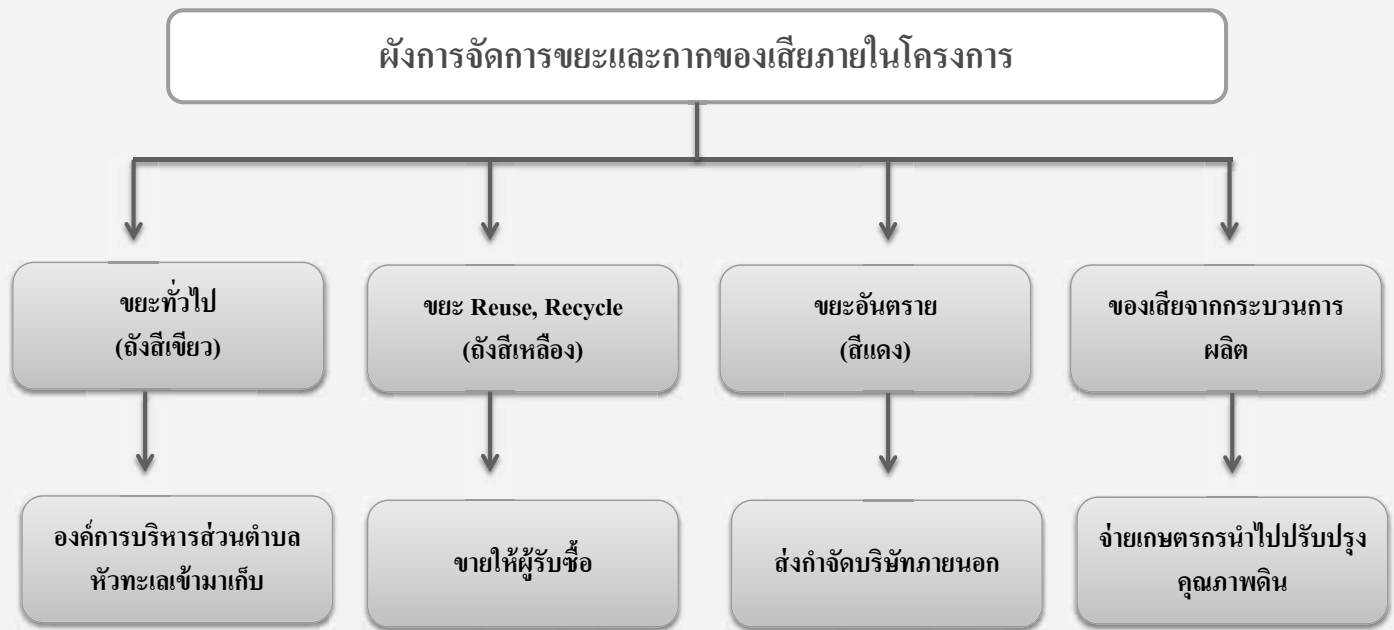 ผังการจัดการขยะและกากของเสียภายในโครงการ
ขยะทั่วไป
(ถังสีเขียว)
ขยะ Reuse, Recycle
(ถังสีเหลือง)
ขยะอันตราย
(สีแดง)
ของเสียจากกระบวนการ
ผลิต
องค์การบริหารส่วนตำบล
หัวทะเลเข้ามาเก็บ
ขายให้ผู้รับซื้อ
ส่งกำจัดบริษัทภายนอก
จ่ายเกษตรกรนำไปปรับปรุง
คุณภาพดิน